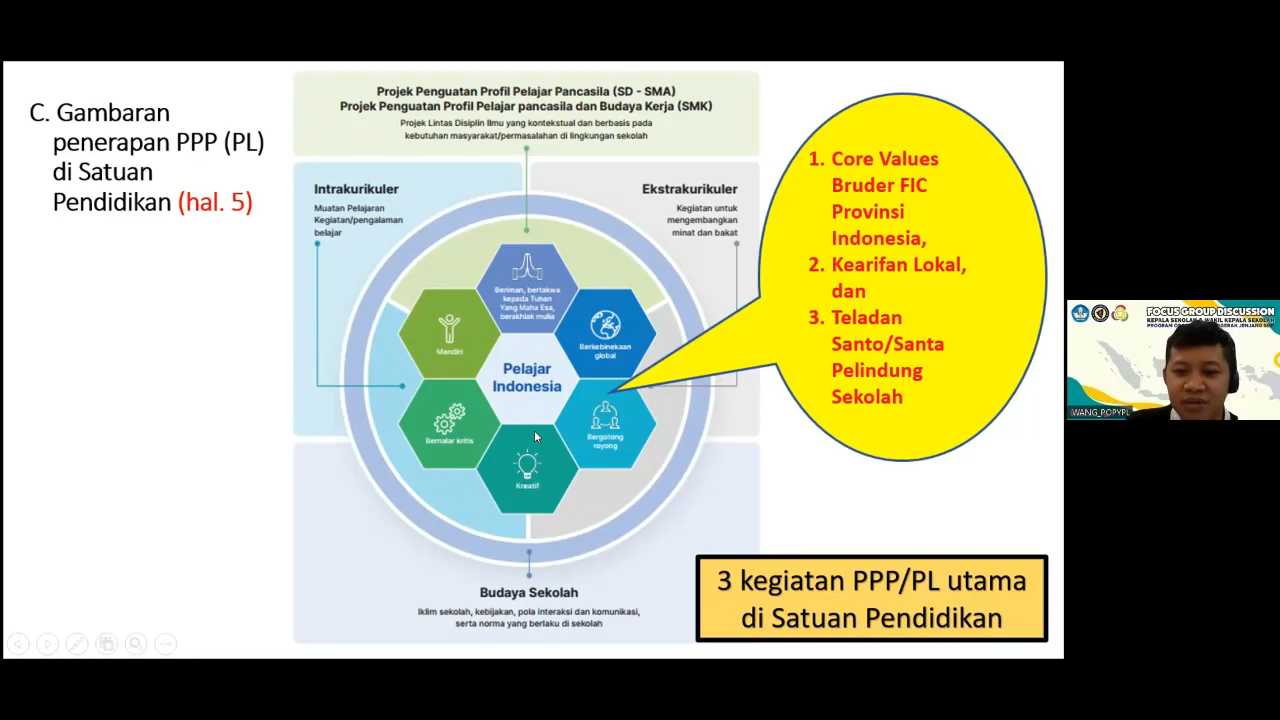 C. Gambaran
penerapan PPP (PL)
di Satuan
Pendidikan (hal. 5)
Projek Penguatan Profil Pelajar Pancasila (SD - SMA)
Projek Penguatan Profil Pelajar pancasila dan Budaya Kerja (SMK)
Projek Lintas Disiplin Ilmu yang kontekstual dan berbasis pada
kebutuhan masyarakat/permasalahan di lingkungan sekolah
Intrakurikuler
Muatan Pelajaran
Kegiatan/pengalaman
belajar
Ekstrakurikuler
Kegiatan untuk
mengembangkan
minat dan bakat
Beriman, bertakwa
kepada Tuhan
Yang Maha Esa,
berakhlak mulia
Mandiri
Berkebinekaan
global
Pelajar
Indonesia
Bernalar kritis
Bergotong
royong
Kreatif
Budaya Sekolah
Iklim sekolah, kebijakan, pola interaksi dan komunikasi,
serta norma yang berlaku di sekolah
1. Core Values
Bruder FIC
Provinsi
Indonesia,
2. Kearifan Lokal,
dan
3. Teladan
Santo/Santa
Pelindung
Sekolah
3 kegiatan PPP/PL utama
di Satuan Pendidikan
FOCUS GROUP DISCUSSION
KEPALA SEKOLAH & WAKIL KEPALA SEKOLAH
IWANG_POPYPL